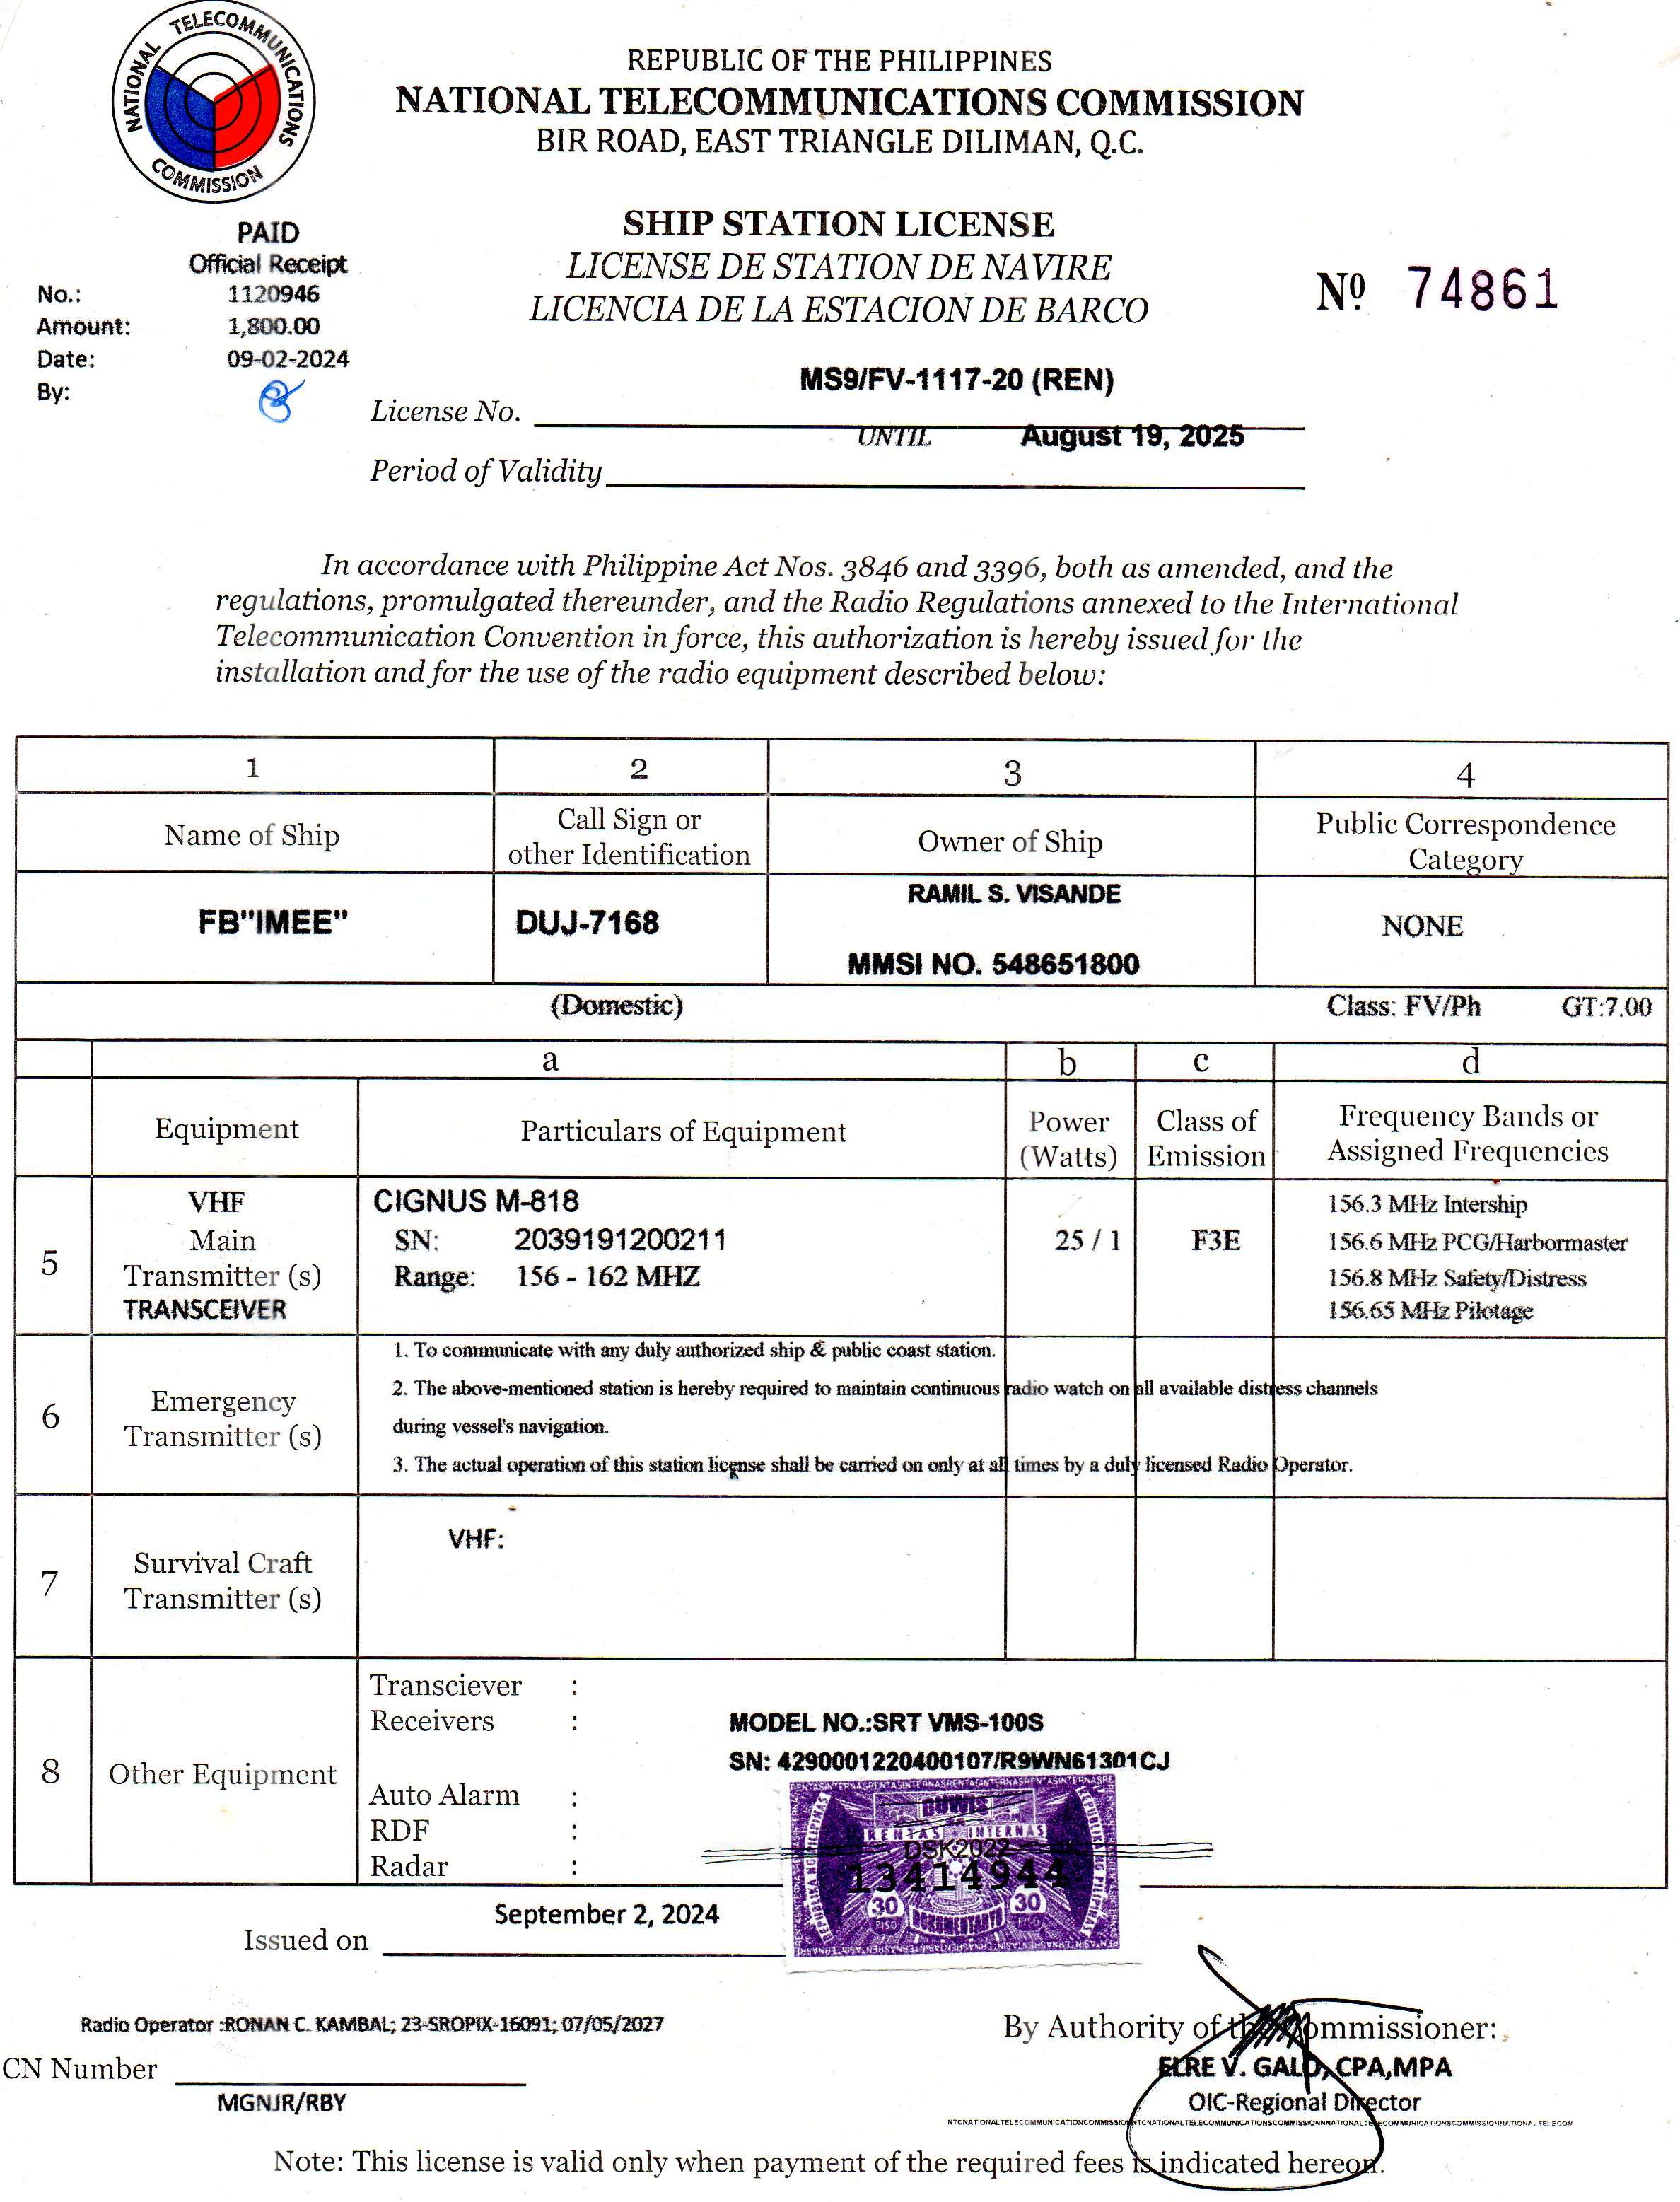 NATIONAL TELECOMMUNICATIONS COMMISSION
REPUBLIC OF THE PHILIPPINES
NATIONAL TELECOMMUNICATIONS COMMISSION
BIR ROAD, EAST TRIANGLE DILIMAN, Q.C.
SHIP STATION LICENSE
LICENSE DE STATION DE NAVIRE
LICENCIA DE LA ESTACION DE BARCO
Nº 74861
PAID
Official Receipt
No.: 1120946
Amount: 1,800.00
Date: 09-02-2024
By:
MS9/FV-1117-20 (REN)
License No.
UNTIL August 19, 2025
Period of Validity
In accordance with Philippine Act Nos. 3846 and 3396, both as amended, and the
regulations, promulgated thereunder, and the Radio Regulations annexed to the International
Telecommunication Convention in force, this authorization is hereby issued for the
installation and for the use of the radio equipment described below:
1 2 3 4
Name of Ship
Call Sign or
other Identification
Owner of Ship
Public Correspondence
Category
FB"IMEE"
DUJ-7168
RAMIL S. VISANDE
MMSI NO. 548651800
NONE
(Domestic) Class: FV/Ph GT:7.00
a b c d
Equipment
Particulars of Equipment
Power
(Watts)
Class of
Emission
Frequency Bands or
Assigned Frequencies
5
VHF
Main
Transmitter (s)
TRANSCEIVER
CIGNUS M-818
SN: 2039191200211
Range: 156 - 162 MHZ
25 / 1
F3E
156.3 MHz Intership
156.6 MHz PCG/Harbormaster
156.8 MHz Safety/Distress
156.65 MHz Pilotage
6
Emergency
Transmitter (s)
1. To communicate with any duly authorized ship & public coast station.
2. The above-mentioned station is hereby required to maintain continuous radio watch on all available distress channels
during vessel's navigation.
3. The actual operation of this station license shall be carried on only at all times by a duly licensed Radio Operator.
7
Survival Craft
Transmitter (s)
VHF:
8
Other Equipment
Transciever :
Receivers :
MODEL NO.:SRT VMS-100S
SN: 4290001220400107/R9WN61301CJ
Auto Alarm :
RDF :
Radar :
REPUBLIKA NG PILIPINAS
REPUBLIKA NG PILIPINAS
BUWIS
RENTAS INTERNAS
DSK2022
13414944
30 30
PISO PISO
DOKUMENTARYO
September 2, 2024
Issued on
Radio Operator :RONAN C. KAMBAL; 23-SROPIX-16091; 07/05/2027
CN Number
MGNJR/RBY
By Authority of the Commissioner:
ELRE V. GALO, CPA,MPA
OIC-Regional Director
Note: This license is valid only when payment of the required fees is indicated hereon.